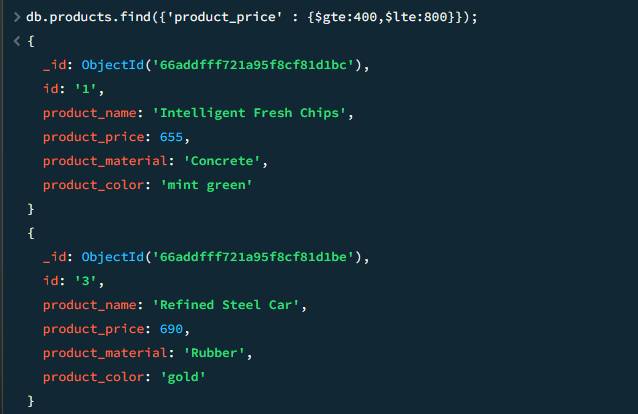 > db.products.find({'product_price' : {$gte:400,$lte:800}});
< {
_id: ObjectId('66addfff721a95f8cf81d1bc'),
id: '1',
product_name: 'Intelligent Fresh Chips',
product_price: 655,
product_material: 'Concrete',
product_color: 'mint green'
}
{
_id: ObjectId('66addfff721a95f8cf81d1be'),
id: '3',
product_name: 'Refined Steel Car',
product_price: 690,
product_material: 'Rubber',
product_color: 'gold'
}